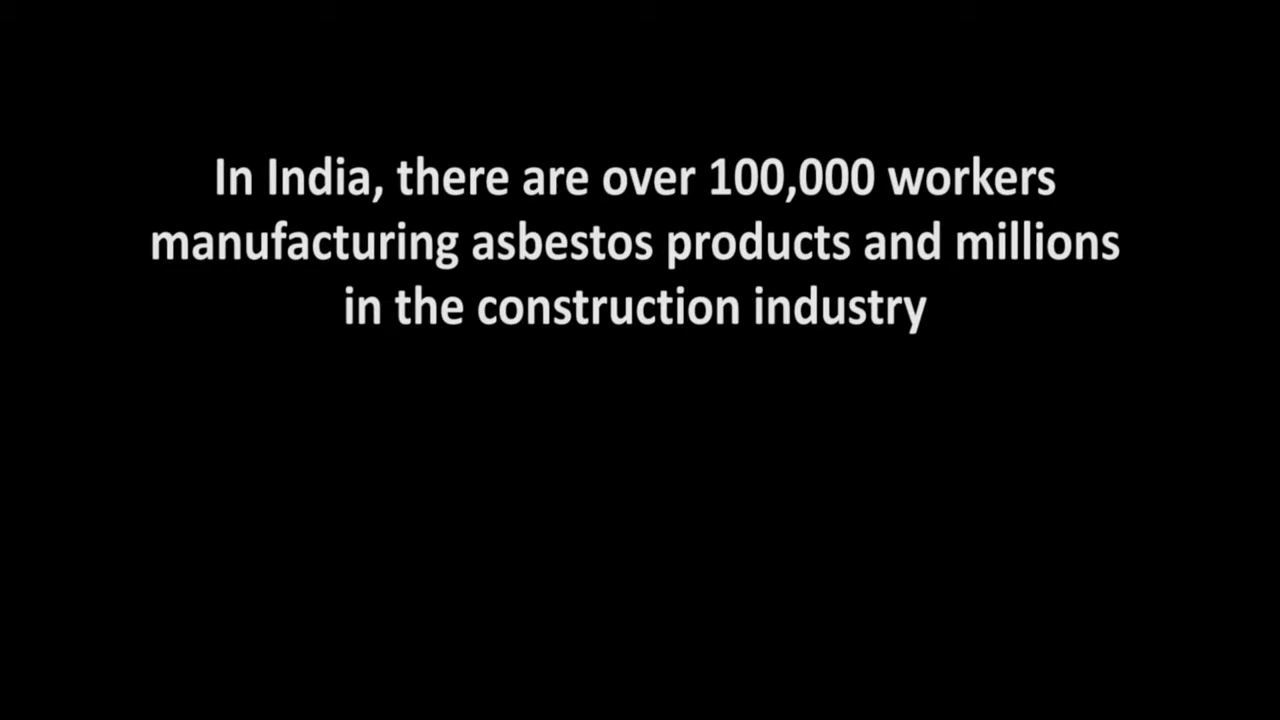 In India, there are over 100,000 workers
manufacturing asbestos products and millions
in the construction industry